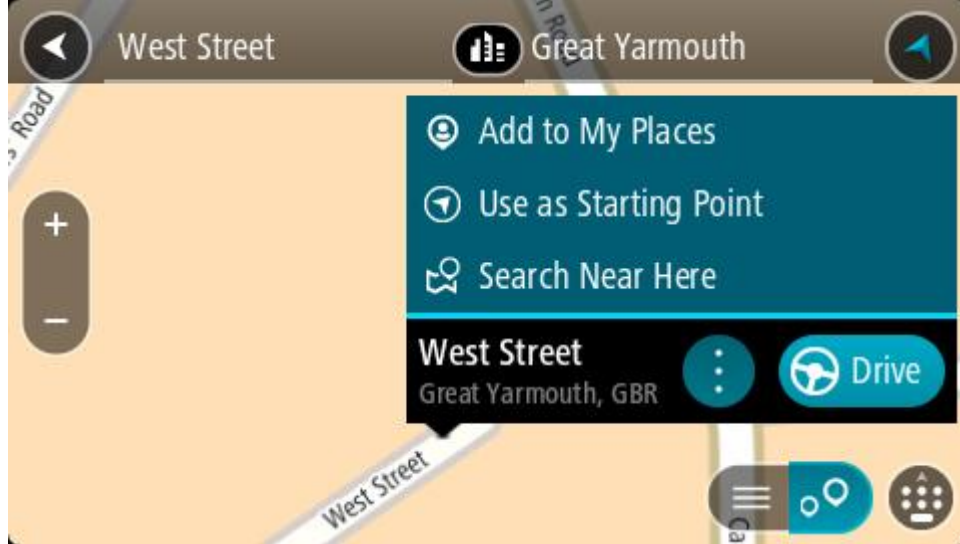 West Street
Great Yarmouth
Road
Road
Add to My Places
Use as Starting Point
Search Near Here
West Street
Great Yarmouth, GBR
Drive
West Street